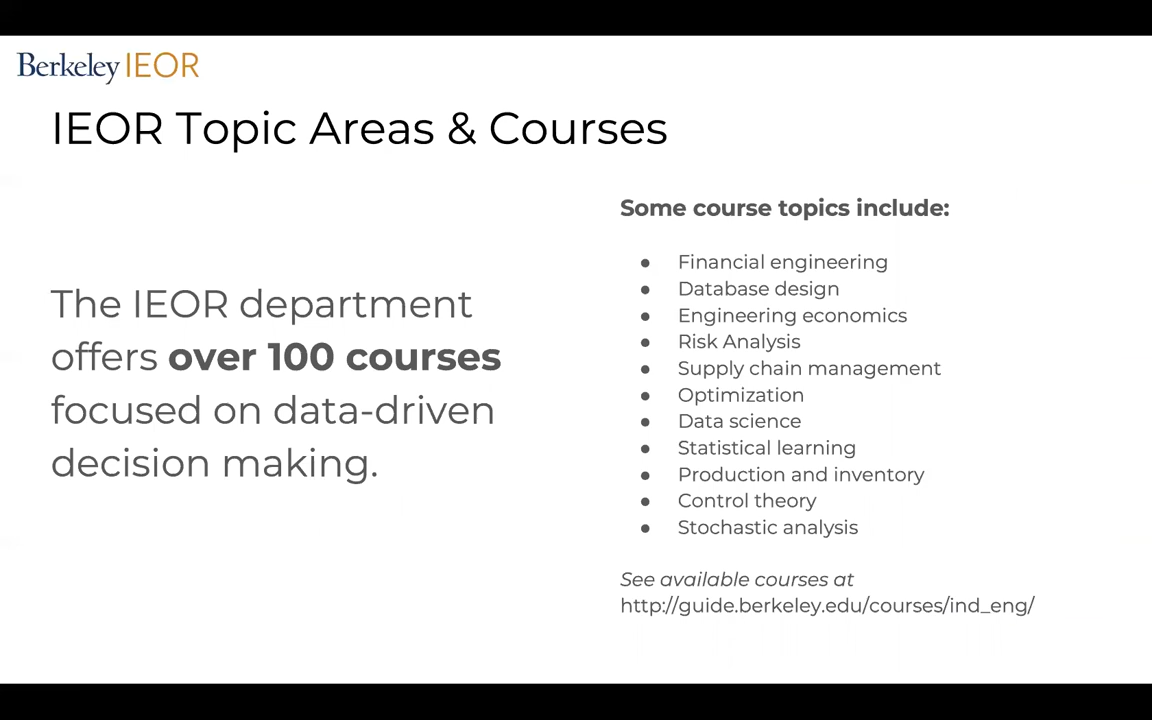 Berkeley IEOR
IEOR Topic Areas & Courses
The IEOR department
offers over 100 courses
focused on data-driven
decision making.
Some course topics include:
● Financial engineering
● Database design
● Engineering economics
● Risk Analysis
● Supply chain management
● Optimization
● Data science
● Statistical learning
● Production and inventory
● Control theory
● Stochastic analysis
See available courses at
http://guide.berkeley.edu/courses/ind_eng/